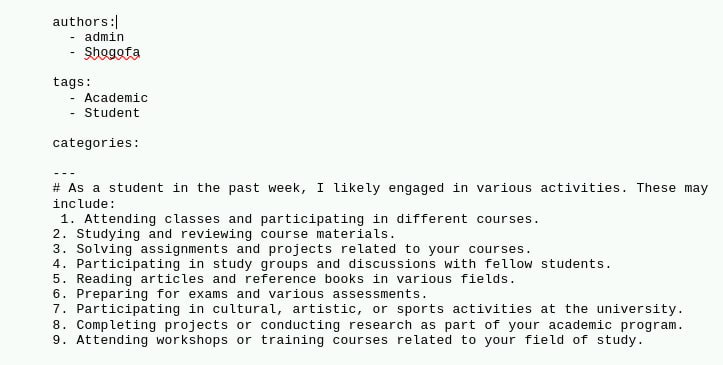 authors:
- admin
- Shogofa
tags:
- Academic
- Student
categories:
---
# As a student in the past week, I likely engaged in various activities. These may
include:
1. Attending classes and participating in different courses.
2. Studying and reviewing course materials.
3. Solving assignments and projects related to your courses.
4. Participating in study groups and discussions with fellow students.
5. Reading articles and reference books in various fields.
6. Preparing for exams and various assessments.
7. Participating in cultural, artistic, or sports activities at the university.
8. Completing projects or conducting research as part of your academic program.
9. Attending workshops or training courses related to your field of study.